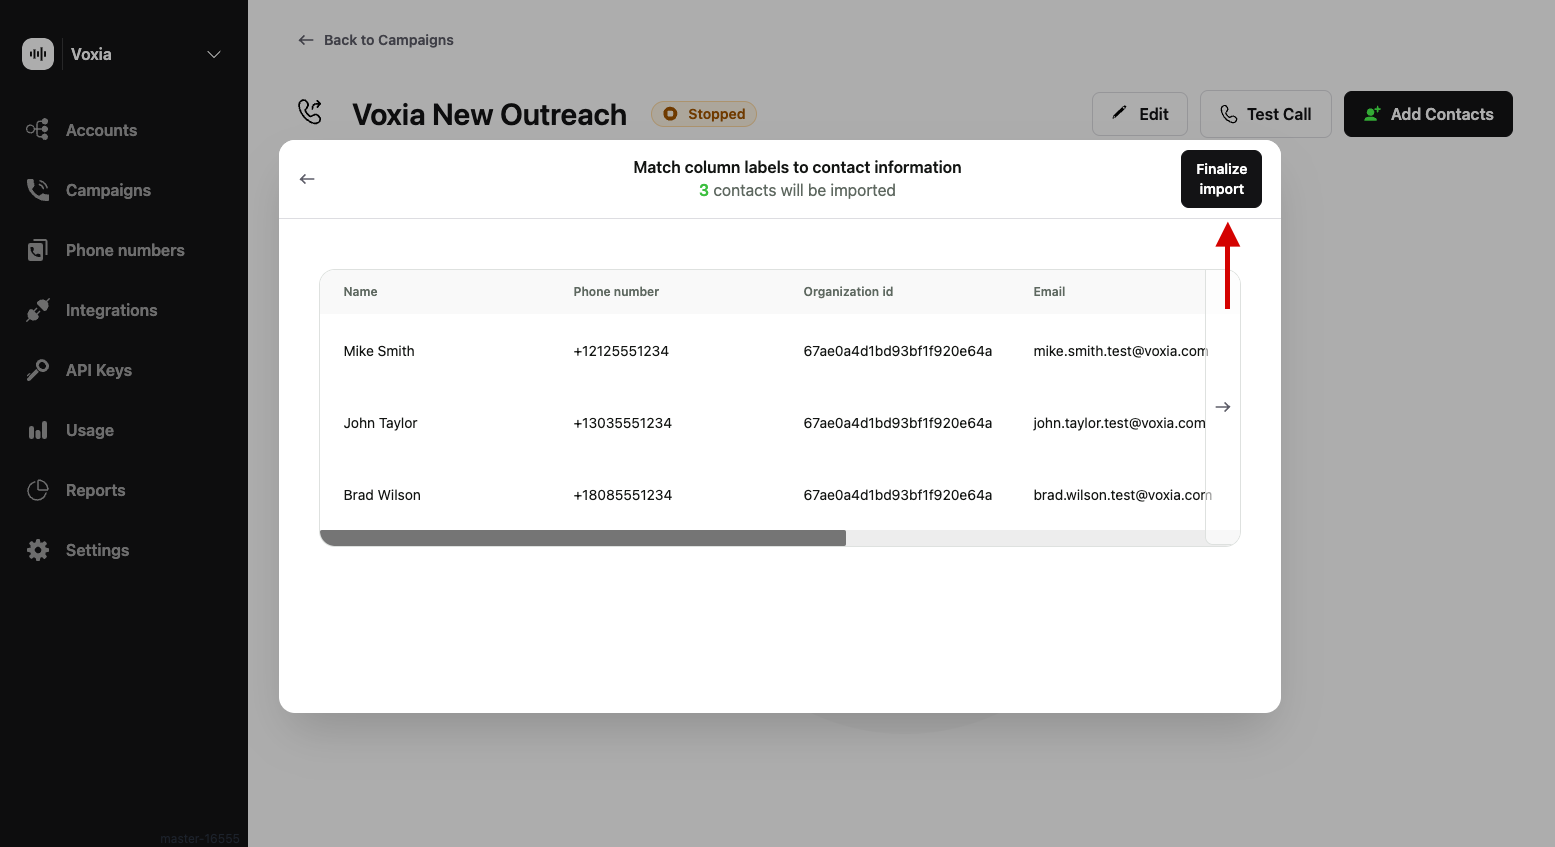 Voxia
Accounts
Campaigns
Phone numbers
Integrations
API Keys
Usage
Reports
Settings
master-16555
Back to Campaigns
Voxia New Outreach
Stopped
Edit
Test Call
Add Contacts
Match column labels to contact information
3 contacts will be imported
Finalize
import
Name Phone number Organization id Email
Mike Smith +12125551234 67ae0a4d1bd93bf1f920e64a mike.smith.test@voxia.com
John Taylor +13035551234 67ae0a4d1bd93bf1f920e64a john.taylor.test@voxia.com
Brad Wilson +18085551234 67ae0a4d1bd93bf1f920e64a brad.wilson.test@voxia.com